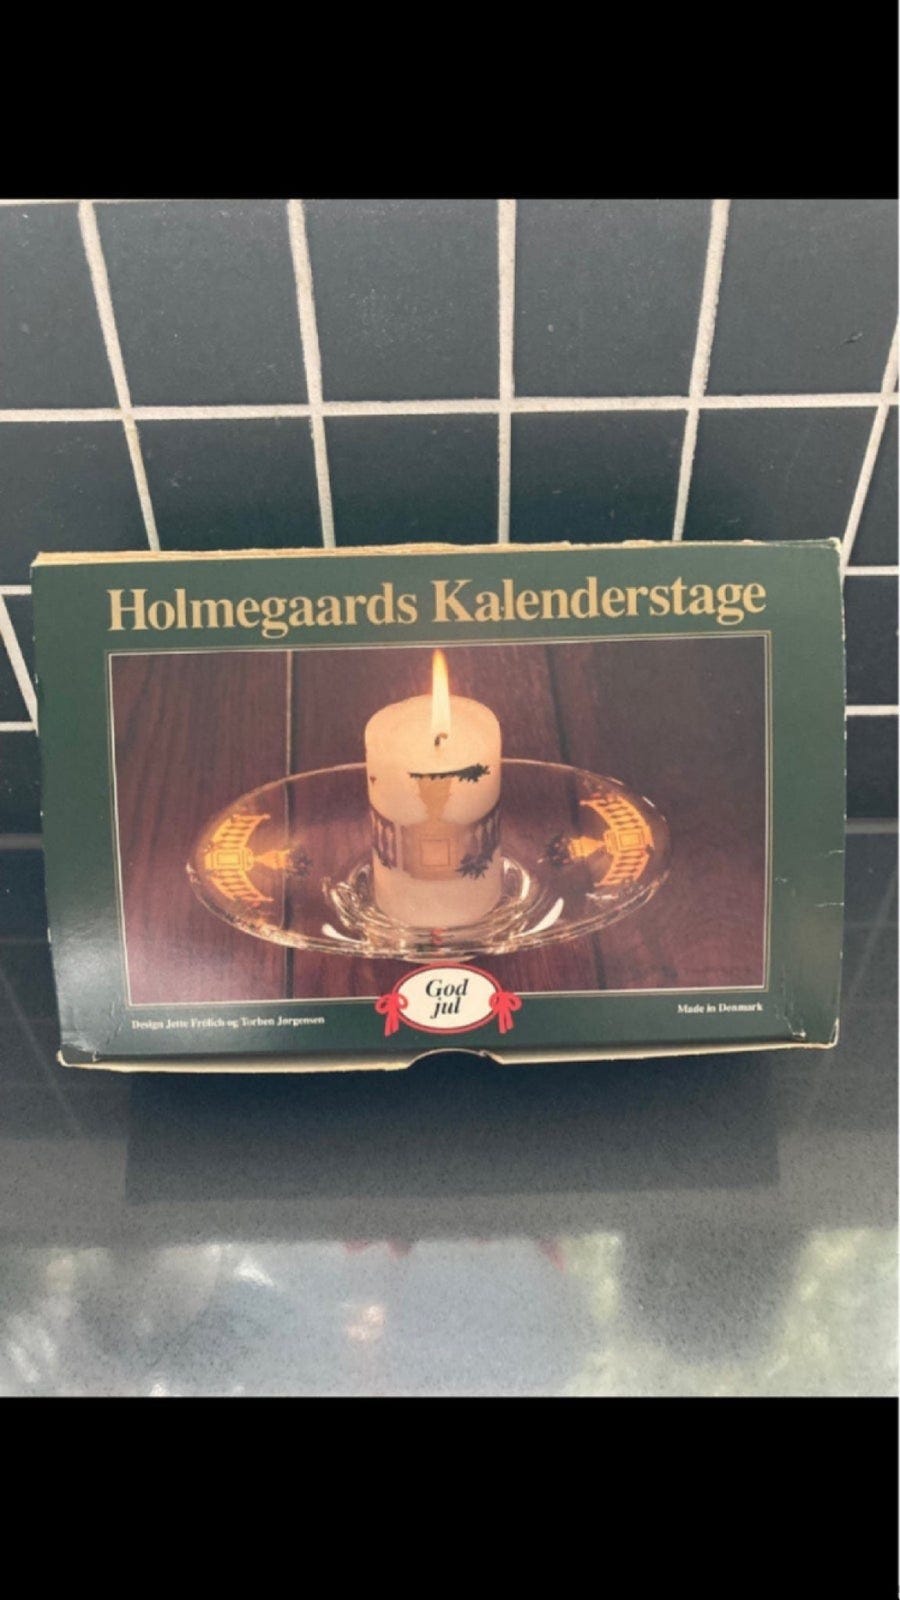 Holmegaards Kalenderstage
God
jul
Design Jette Frölich og Torben Jørgensen
Made in Denmark